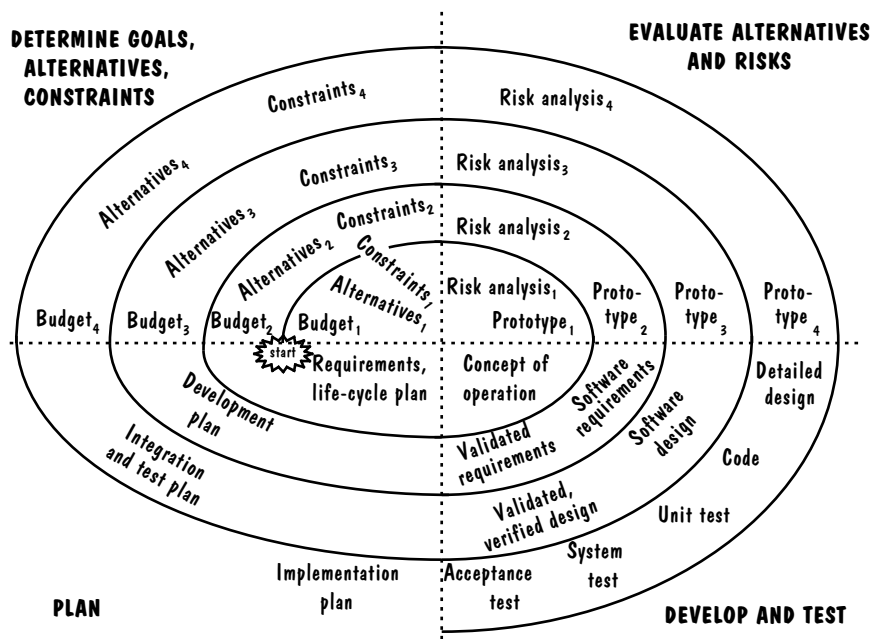 DETERMINE GOALS,
ALTERNATIVES,
CONSTRAINTS
EVALUATE ALTERNATIVES
AND RISKS
Constraints₄
Risk analysis₄
Alternatives₄
Constraints₃
Risk analysis₃
Alternatives₃
Constraints₂
Risk analysis₂
Alternatives₂
Constraints₁
Alternatives₁
Risk analysis₁
Budget₄
Budget₃
Budget₂
Budget₁
Prototype₁
Proto-
type₂
Proto-
type₃
Proto-
type₄
start
Requirements,
life-cycle plan
Concept of
operation
Software
requirements
Detailed
design
Development
plan
Validated
requirements
Software
design
Integration
and test plan
Code
Validated,
verified design
Unit test
System
test
Implementation
plan
Acceptance
test
PLAN
DEVELOP AND TEST